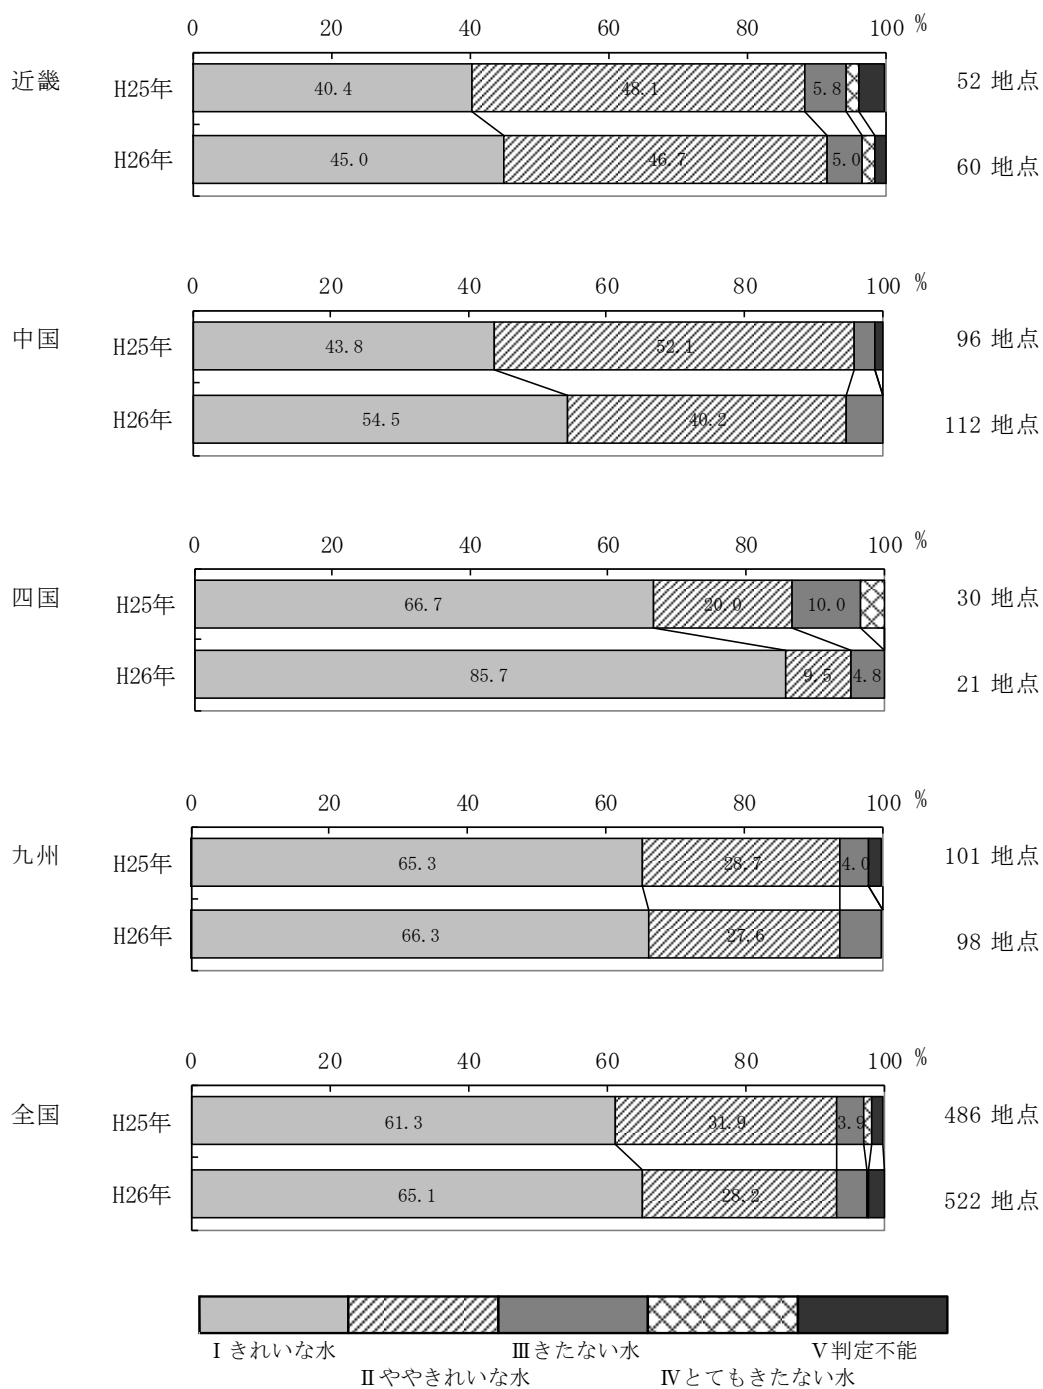 0 20 40 60 80 100 %
近畿 H25年 40.4 48.1 5.8 52 地点
H26年 45.0 46.7 5.0 60 地点
0 20 40 60 80 100 %
中国 H25年 43.8 52.1 96 地点
H26年 54.5 40.2 112 地点
0 20 40 60 80 100 %
四国 H25年 66.7 20.0 10.0 30 地点
H26年 85.7 9.5 4.8 21 地点
0 20 40 60 80 100 %
九州 H25年 65.3 28.7 4.0 101 地点
H26年 66.3 27.6 98 地点
0 20 40 60 80 100 %
全国 H25年 61.3 31.9 3.9 486 地点
H26年 65.1 28.2 522 地点
Ⅰきれいな水 Ⅲきたない水 Ⅴ判定不能
Ⅱややきれいな水 Ⅳとてもきたない水